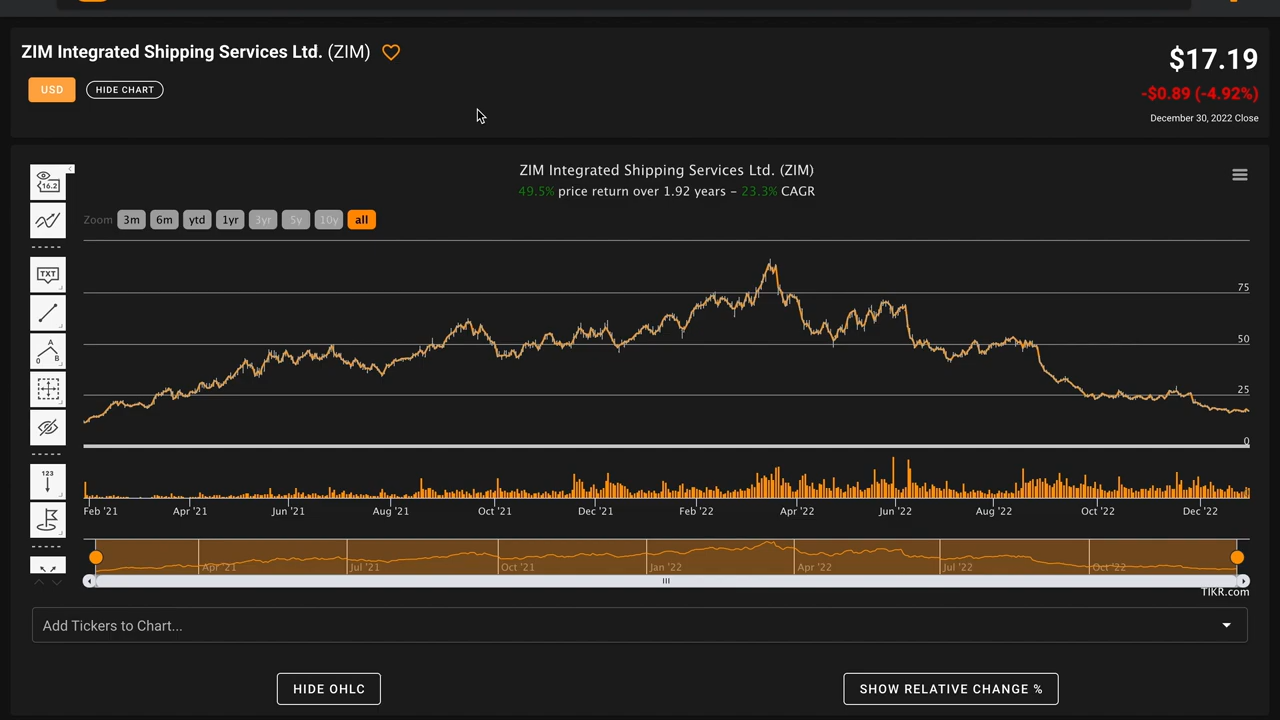 ZIM Integrated Shipping Services Ltd. (ZIM)
$17.19
USD
HIDE CHART
-$0.89 (-4.92%)
December 30, 2022 Close
ZIM Integrated Shipping Services Ltd. (ZIM)
49.5% price return over 1.92 years – 23.3% CAGR
16.2
Zoom 3m 6m ytd 1yr 3yr 5y 10y all
TXT
A
0 B
123
75
50
25
0
Feb '21 Apr '21 Jun '21 Aug '21 Oct '21 Dec '21 Feb '22 Apr '22 Jun '22 Aug '22 Oct '22 Dec '22
Apr '21 Jul '21 Oct '21 Jan '22 Apr '22 Jul '22 Oct '22
TIKR.com
Add Tickers to Chart...
HIDE OHLC
SHOW RELATIVE CHANGE %